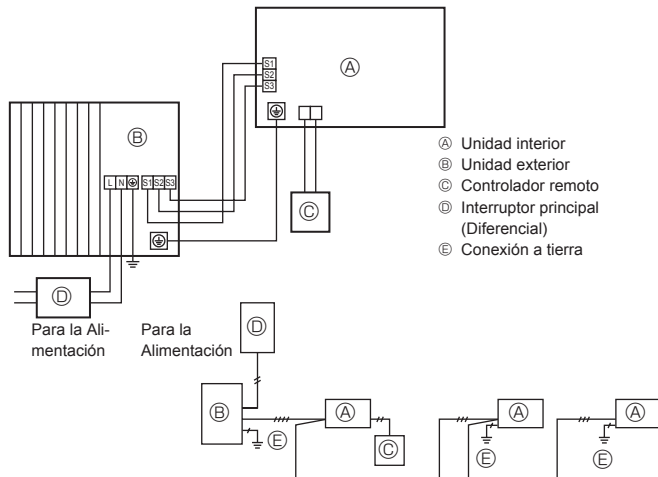 S1
S2
S3
Ⓐ
Ⓑ
L N S1 S2 S3
Ⓒ
Ⓓ
Para la Ali-
mentación
Ⓐ Unidad interior
Ⓑ Unidad exterior
Ⓒ Controlador remoto
Ⓓ Interruptor principal
(Diferencial)
Ⓔ Conexión a tierra
Para la
Alimentación
Ⓓ
Ⓑ
Ⓔ
Ⓐ
Ⓒ
Ⓐ
Ⓔ
Ⓐ
Ⓔ